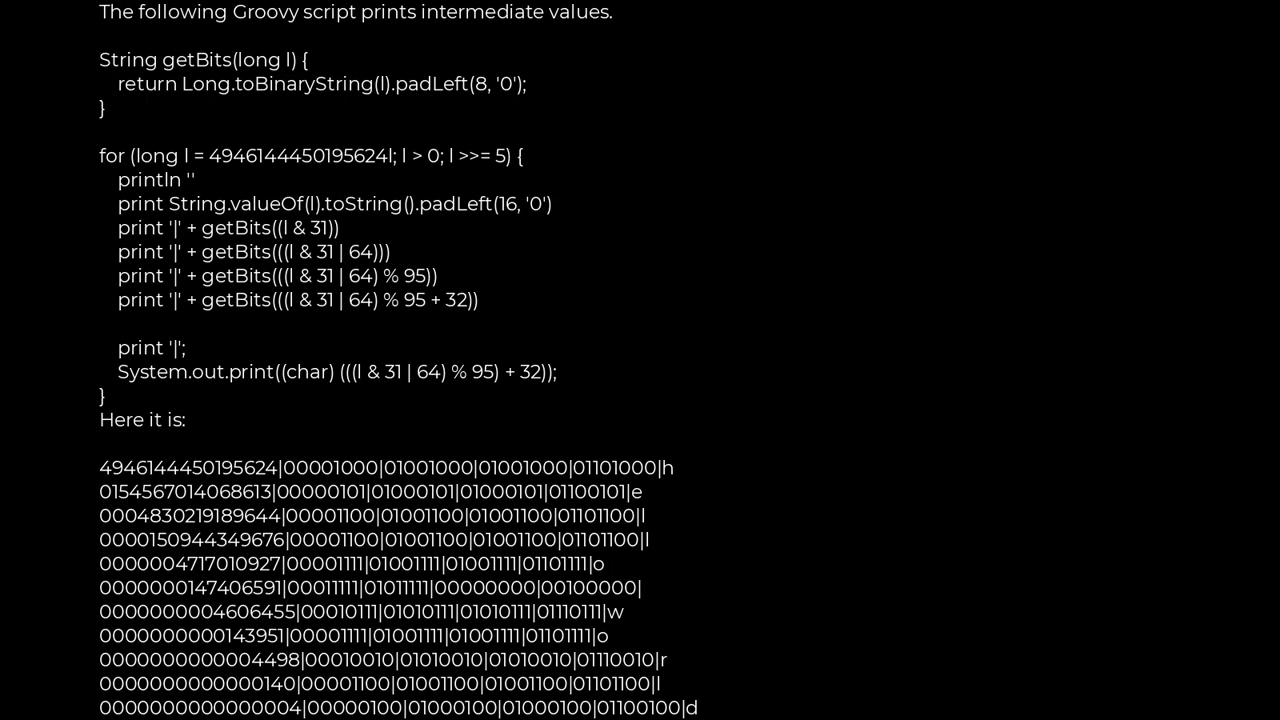 The following Groovy script prints intermediate values.
String getBits(long l) {
return Long.toBinaryString(l).padLeft(8, '0');
}
for (long l = 4946144450195624l; l > 0; l >>= 5) {
println ''
print String.valueOf(l).toString().padLeft(16, '0')
print '|' + getBits((l & 31))
print '|' + getBits(((l & 31 | 64)))
print '|' + getBits(((l & 31 | 64) % 95))
print '|' + getBits(((l & 31 | 64) % 95 + 32))
print '|';
System.out.print((char) (((l & 31 | 64) % 95) + 32));
}
Here it is:
4946144450195624|00001000|01001000|01001000|01101000|h
0154567014068613|00000101|01000101|01000101|01100101|e
0004830219189644|00001100|01001100|01001100|01101100|l
0000150944349676|00001100|01001100|01001100|01101100|l
0000004717010927|00001111|01001111|01001111|01101111|o
0000000147406591|00011111|01011111|00000000|00100000|
0000000004606455|00010111|01010111|01010111|01110111|w
0000000000143951|00001111|01001111|01001111|01101111|o
0000000000004498|00010010|01010010|01010010|01110010|r
0000000000000140|00001100|01001100|01001100|01101100|l
0000000000000004|00000100|01000100|01000100|01100100|d